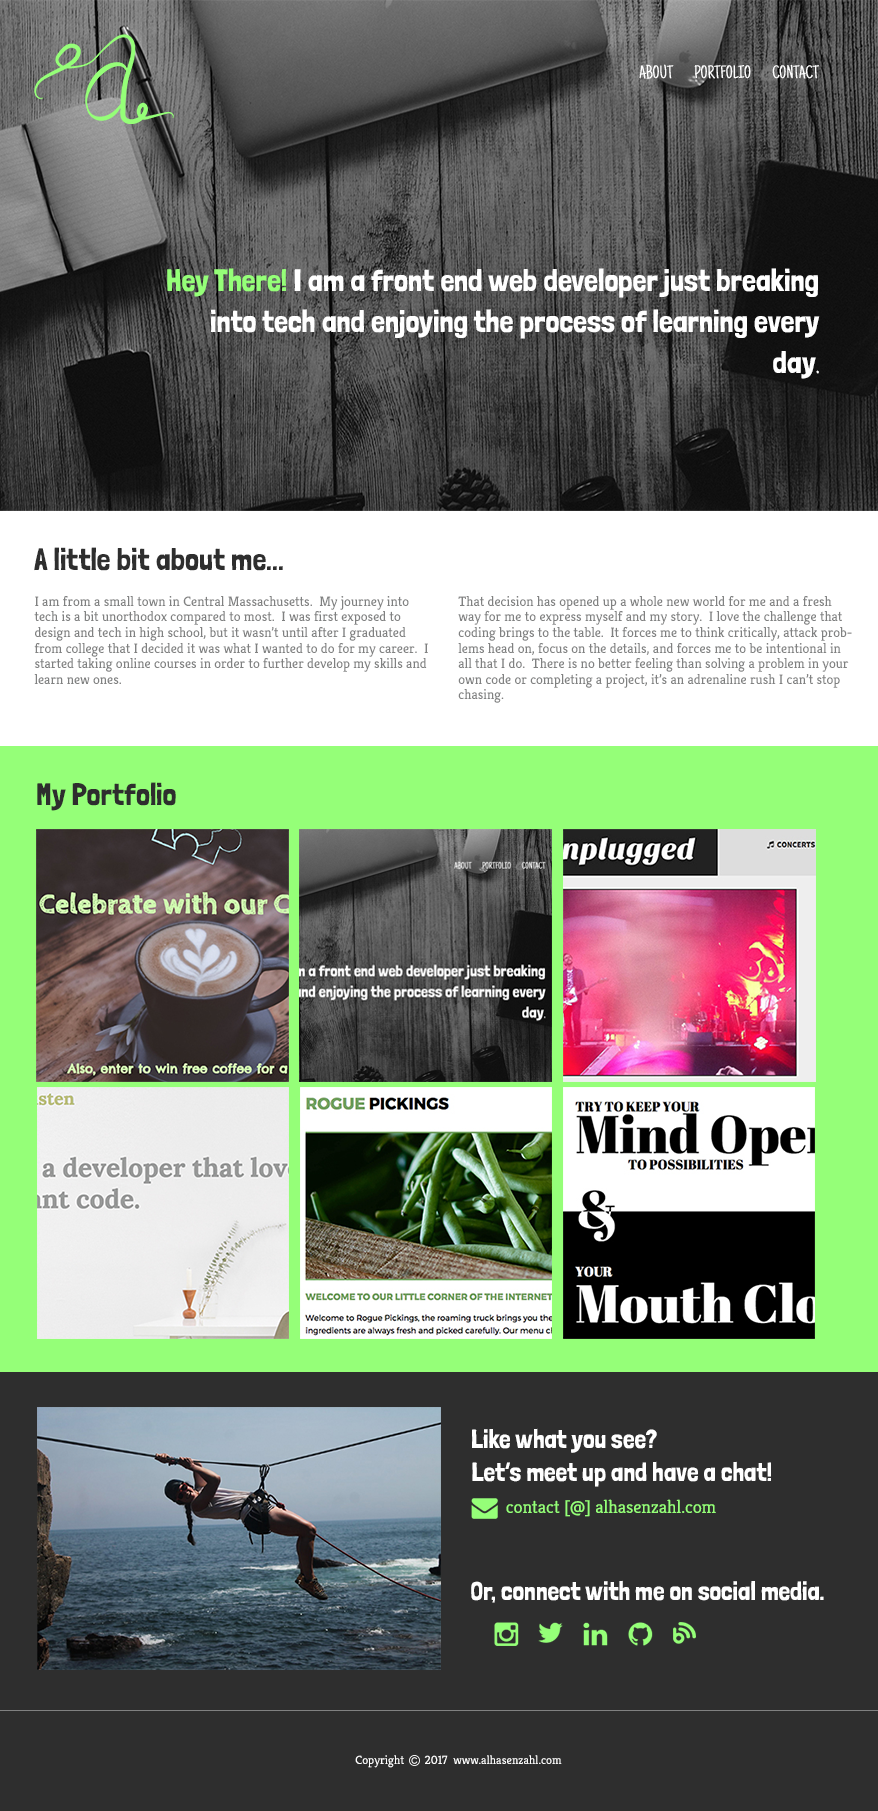 ABOUT PORTFOLIO CONTACT
Hey There! I am a front end web developer just breaking
into tech and enjoying the process of learning every
day.
A little bit about me...
I am from a small town in Central Massachusetts.  My journey into
tech is a bit unorthodox compared to most.  I was first exposed to
design and tech in high school, but it wasn't until after I graduated
from college that I decided it was what I wanted to do for my career.  I
started taking online courses in order to further develop my skills and
learn new ones.
That decision has opened up a whole new world for me and a fresh
way for me to express myself and my story.  I love the challenge that
coding brings to the table.  It forces me to think critically, attack prob-
lems head on, focus on the details, and forces me to be intentional in
all that I do.  There is no better feeling than solving a problem in your
own code or completing a project, it's an adrenaline rush I can't stop
chasing.
My Portfolio
Celebrate with our C
Also, enter to win free coffee for a
ABOUT PORTFOLIO CONTACT
n a front end web developer just breaking
nd enjoying the process of learning every
day.
nplugged
CONCERTS
sten
a developer that lov
ant code.
ROGUE PICKINGS
WELCOME TO OUR LITTLE CORNER OF THE INTERNET
Welcome to Rogue Pickings, the roaming truck brings you the
ingredients are always fresh and picked carefully. Our menu cl
TRY TO KEEP YOUR
Mind Open
TO POSSIBILITIES
&
YOUR
Mouth Clo
Like what you see?
Let's meet up and have a chat!
contact [@] alhasenzahl.com
Or, connect with me on social media.
Copyright © 2017 www.alhasenzahl.com